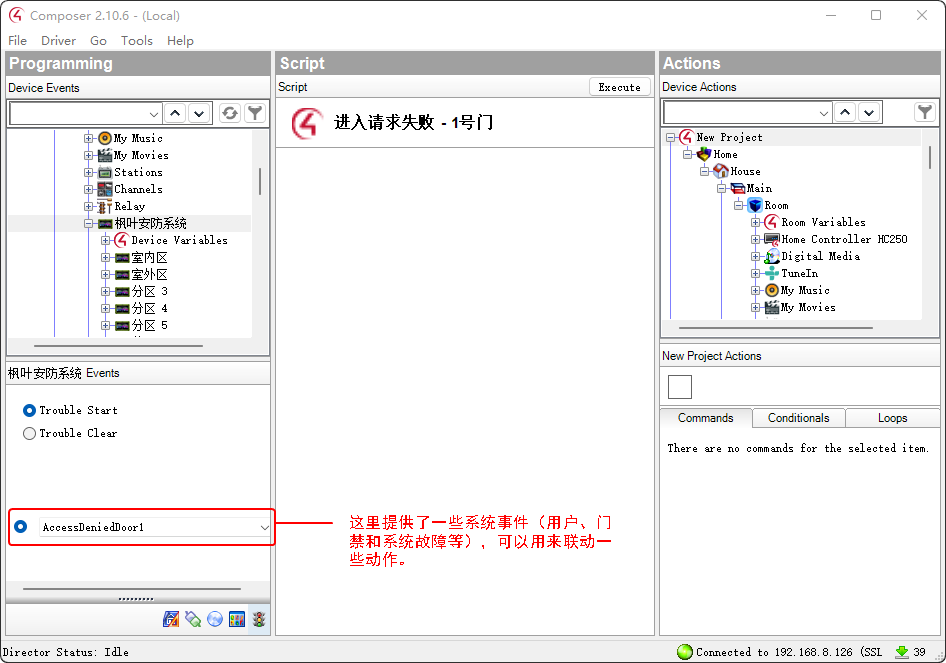 Composer 2.10.6 - (Local)
File Driver Go Tools Help
Programming
Device Events
My Music
My Movies
Stations
Channels
Relay
枫叶安防系统
Device Variables
室内区
室外区
分区 3
分区 4
分区 5
枫叶安防系统 Events
Trouble Start
Trouble Clear
AccessDeniedDoor1
Script
Script
Execute
进入请求失败 - 1号门
这里提供了一些系统事件（用户、门
禁和系统故障等），可以用来联动一
些动作。
Actions
Device Actions
New Project
Home
House
Main
Room
Room Variables
Home Controller HC250
Digital Media
TuneIn
My Music
My Movies
New Project Actions
Commands Conditionals Loops
There are no commands for the selected item.
Director Status: Idle
Connected to 192.168.8.126 (SSL 39